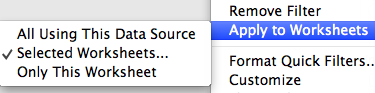 Remove Filter
Apply to Worksheets
Format Quick Filters..
Customize
All Using This Data Source
✓ Selected Worksheets...
Only This Worksheet